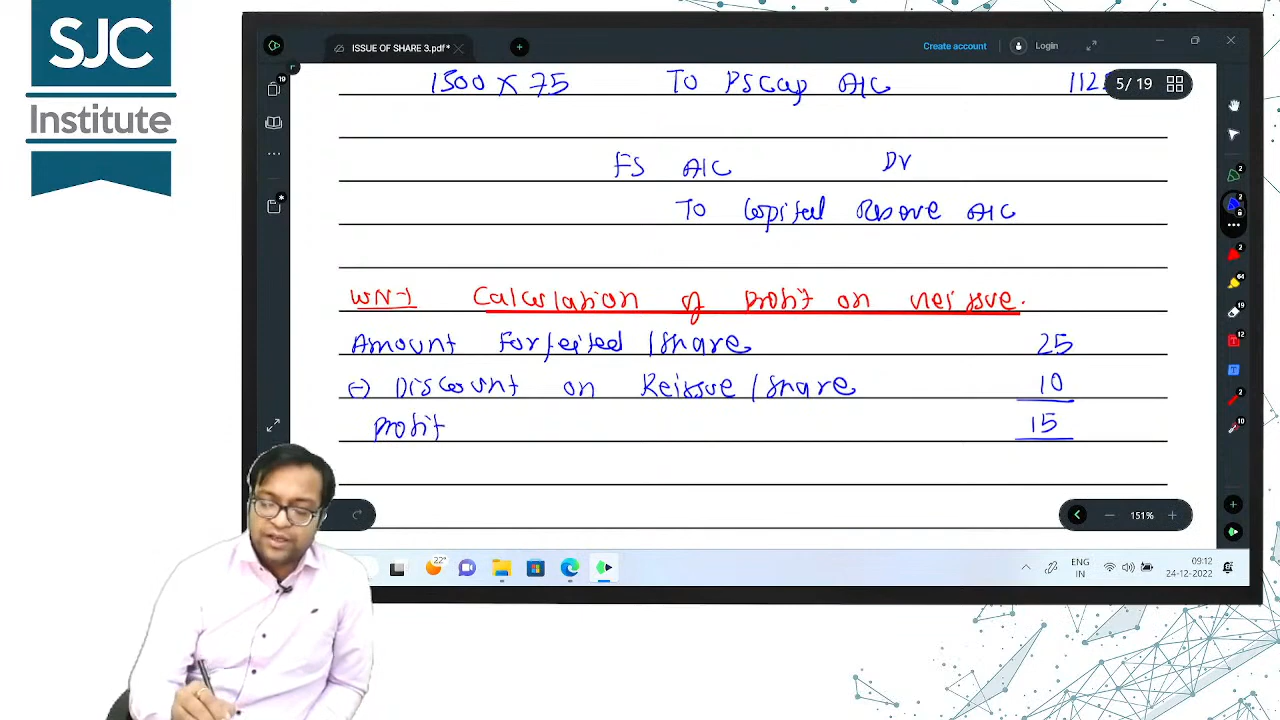 SJC
Institute
ISSUE OF SHARE 3.pdf*
Create account
Login
1500 x 75 To PSCap A/C 112
5/19
FS A/C Dr
To Capital Reserve A/C
WN-1 Calculation of Profit on reissue.
Amount Forfeited /share 25
(-) Discount on Reissue /share 10
Profit 15
151%
22°
ENG
IN
09:12
24-12-2022